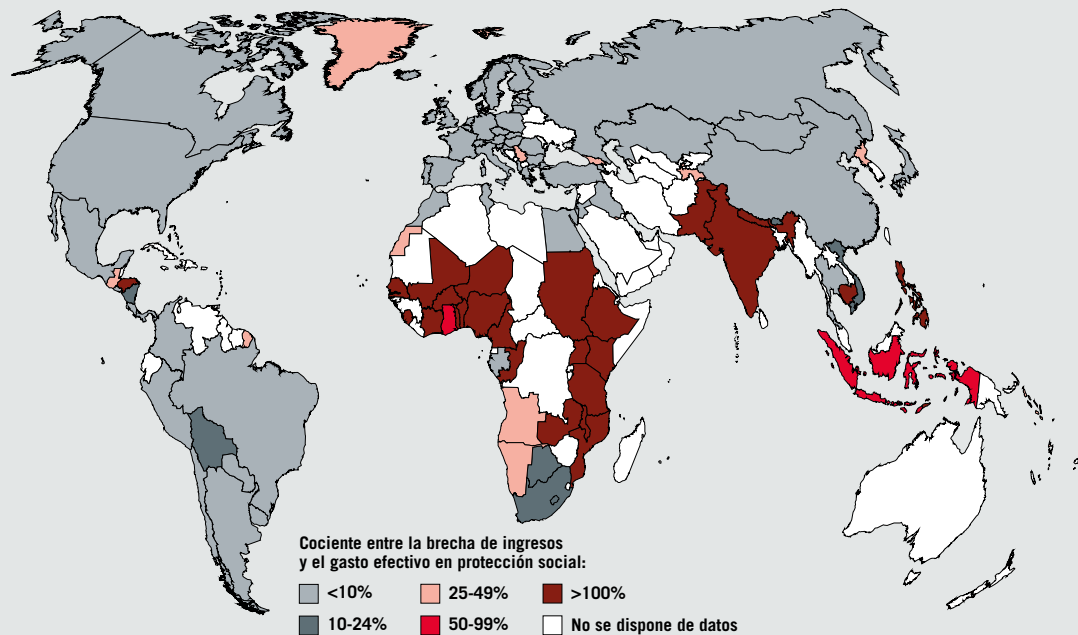 Cociente entre la brecha de ingresos
y el gasto efectivo en protección social:
<10% 25-49% >100%
10-24% 50-99% No se dispone de datos